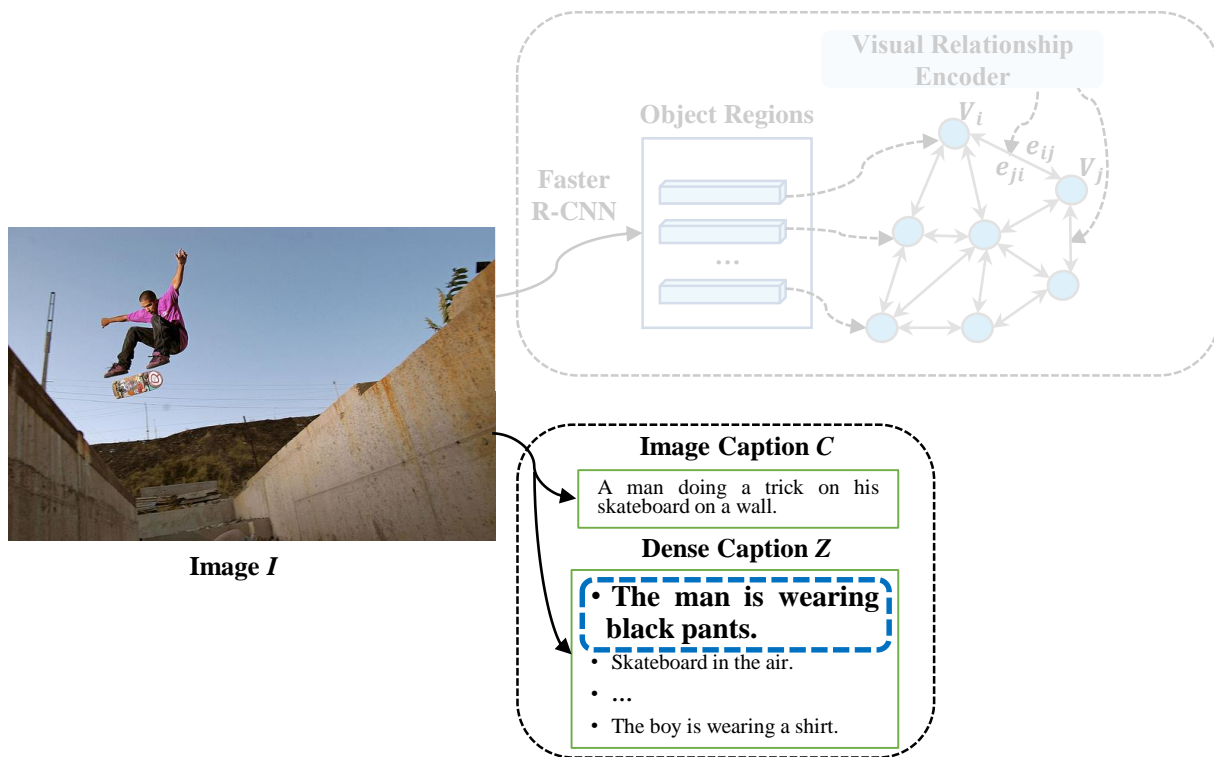 Visual Relationship
Encoder
Object Regions
V_i
e_ij
e_ji
V_j
Faster
R-CNN
...
Image Caption C
A man doing a trick on his
skateboard on a wall.
Dense Caption Z
• The man is wearing
black pants.
• Skateboard in the air.
• ...
• The boy is wearing a shirt.
Image I